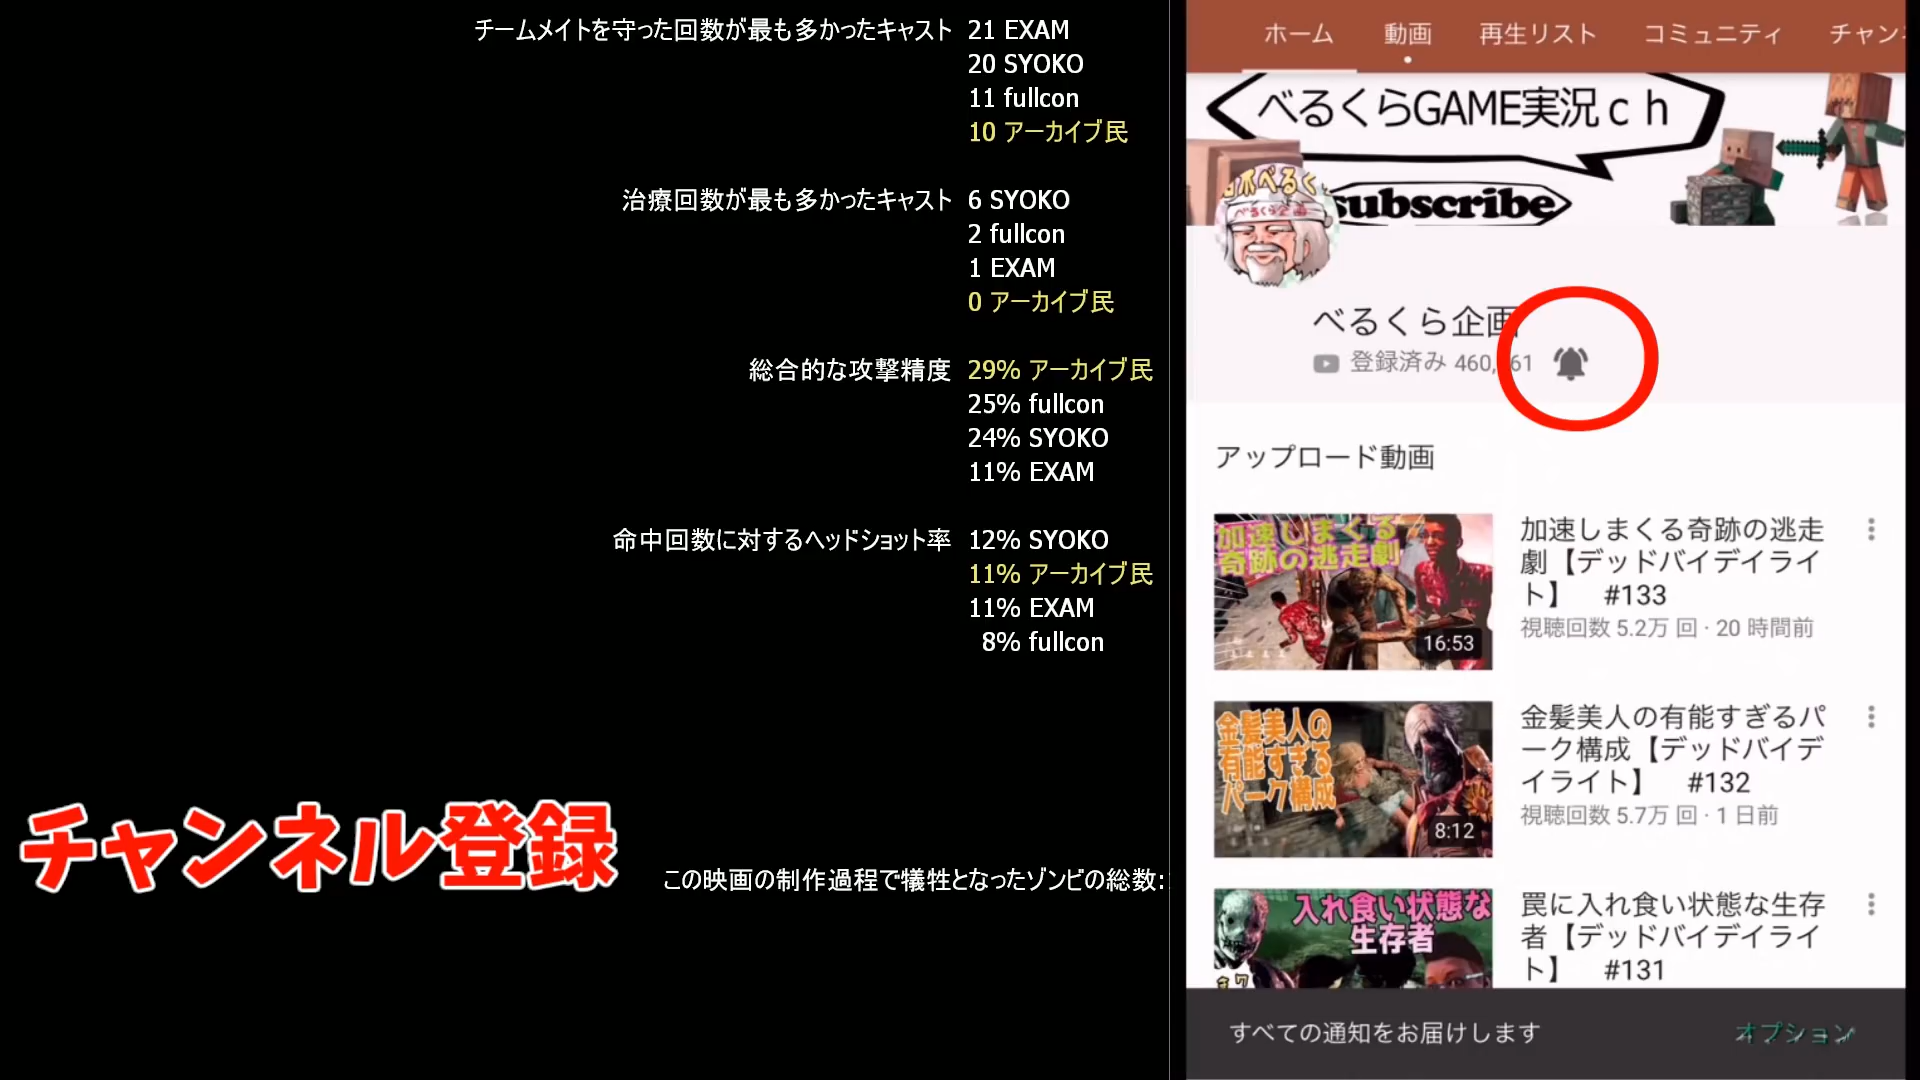 チームメイトを守った回数が最も多かったキャスト 21 EXAM
20 SYOKO
11 fullcon
10 アーカイブ民
治療回数が最も多かったキャスト 6 SYOKO
2 fullcon
1 EXAM
0 アーカイブ民
総合的な攻撃精度 29% アーカイブ民
25% fullcon
24% SYOKO
11% EXAM
命中回数に対するヘッドショット率 12% SYOKO
11% アーカイブ民
11% EXAM
8% fullcon
チャンネル登録
この映画の制作過程で犠牲となったゾンビの総数:
ホーム 動画 再生リスト コミュニティ チャン
べるくらGAME実況ch
subscribe
べるくら企画
べるくら企画
登録済み
アップロード動画
加速しまくる
奇跡の逃走劇
16:53
加速しまくる奇跡の逃走
劇【デッドバイデイライ
ト】 #133
視聴回数 5.2万 回・20 時間前
金髪美人の
有能すぎる
パーク構成
8:12
金髪美人の有能すぎるパ
ーク構成【デッドバイデ
イライト】 #132
視聴回数 5.7万 回・1 日前
入れ食い状態な
生存者
罠に入れ食い状態な生存
者【デッドバイデイライ
ト】 #131
すべての通知をお届けします オプション